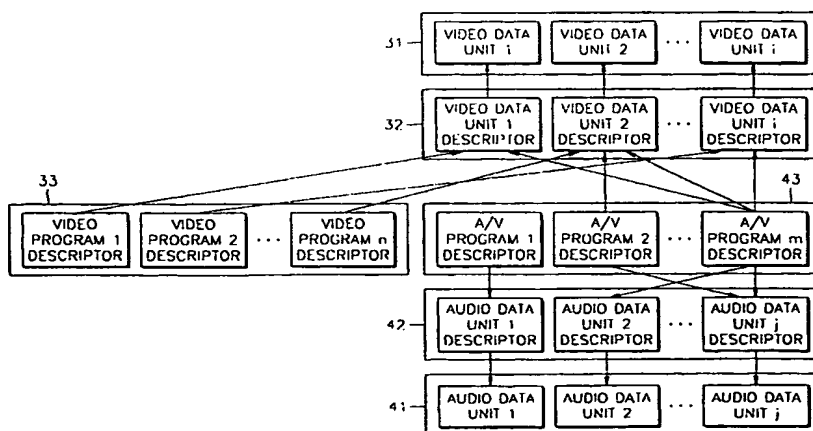 31
VIDEO DATA
UNIT 1
VIDEO DATA
UNIT 2
...
VIDEO DATA
UNIT i
32
VIDEO DATA
UNIT 1
DESCRIPTOR
VIDEO DATA
UNIT 2
DESCRIPTOR
...
VIDEO DATA
UNIT i
DESCRIPTOR
33
VIDEO
PROGRAM 1
DESCRIPTOR
VIDEO
PROGRAM 2
DESCRIPTOR
...
VIDEO
PROGRAM n
DESCRIPTOR
43
A/V
PROGRAM 1
DESCRIPTOR
A/V
PROGRAM 2
DESCRIPTOR
...
A/V
PROGRAM m
DESCRIPTOR
42
AUDIO DATA
UNIT 1
DESCRIPTOR
AUDIO DATA
UNIT 2
DESCRIPTOR
...
AUDIO DATA
UNIT j
DESCRIPTOR
41
AUDIO DATA
UNIT 1
AUDIO DATA
UNIT 2
...
AUDIO DATA
UNIT j